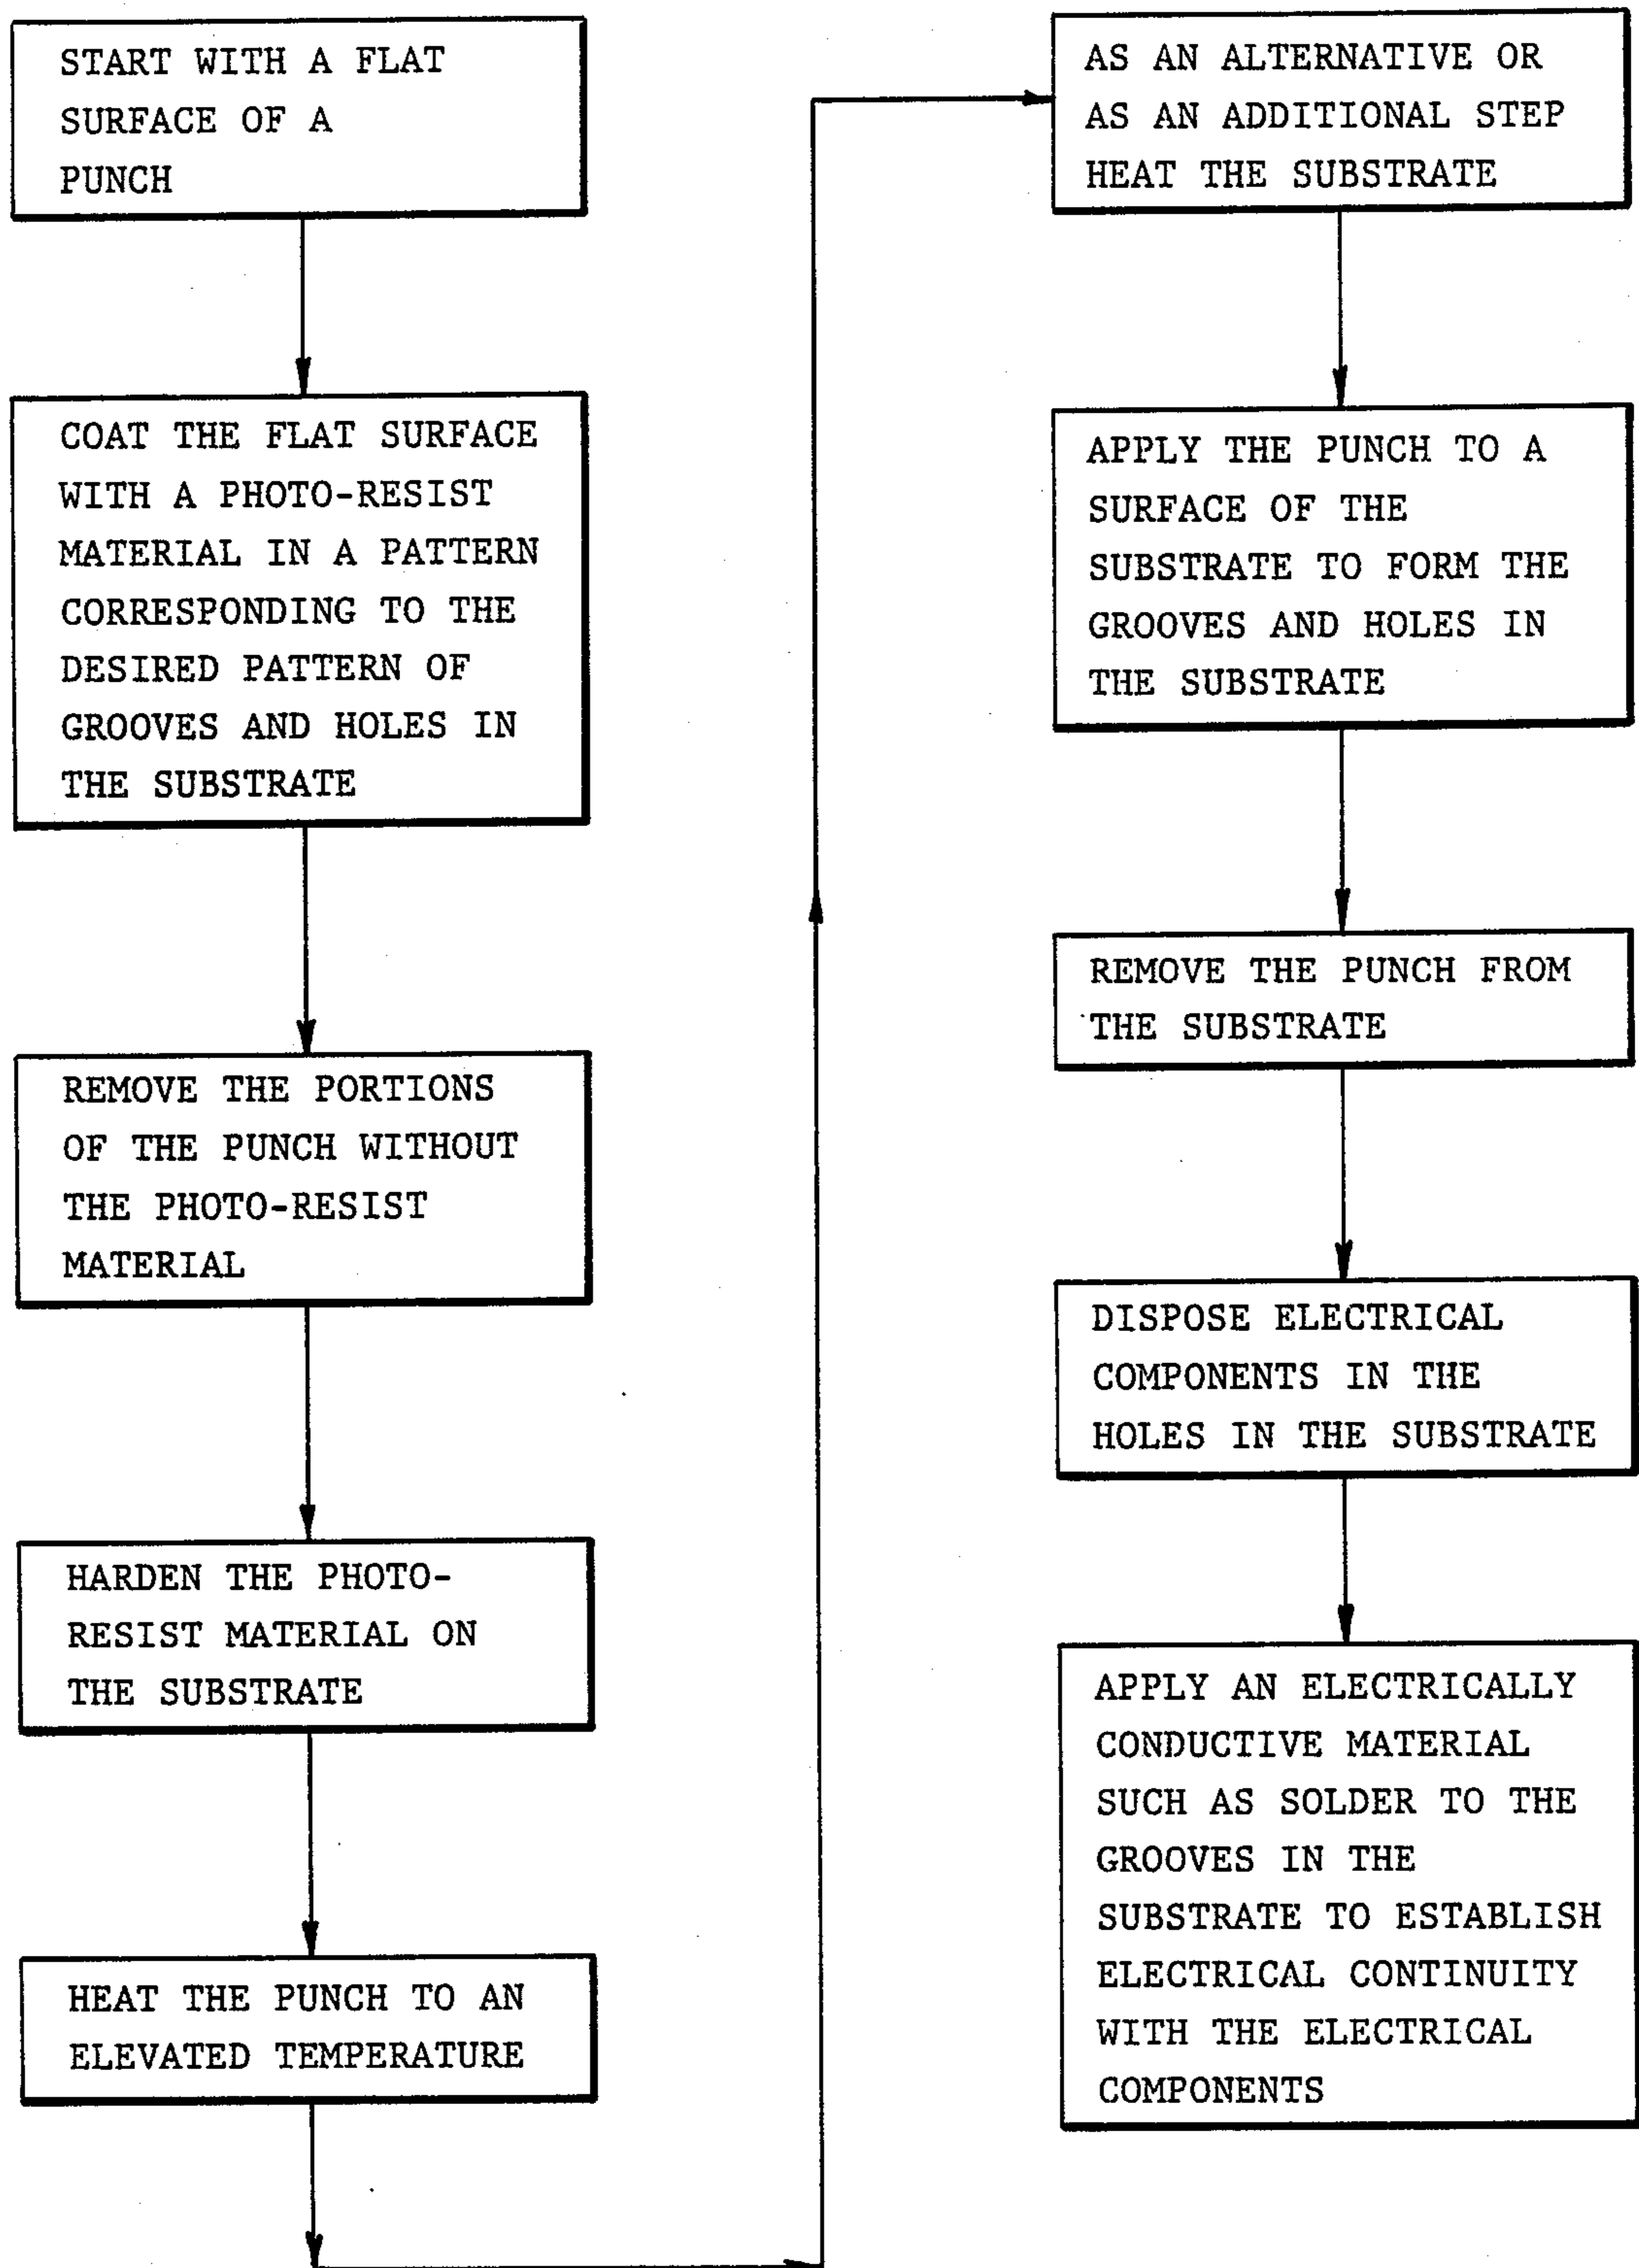 START WITH A FLAT
SURFACE OF A
PUNCH
COAT THE FLAT SURFACE
WITH A PHOTO-RESIST
MATERIAL IN A PATTERN
CORRESPONDING TO THE
DESIRED PATTERN OF
GROOVES AND HOLES IN
THE SUBSTRATE
REMOVE THE PORTIONS
OF THE PUNCH WITHOUT
THE PHOTO-RESIST
MATERIAL
HARDEN THE PHOTO-
RESIST MATERIAL ON
THE SUBSTRATE
HEAT THE PUNCH TO AN
ELEVATED TEMPERATURE
AS AN ALTERNATIVE OR
AS AN ADDITIONAL STEP
HEAT THE SUBSTRATE
APPLY THE PUNCH TO A
SURFACE OF THE
SUBSTRATE TO FORM THE
GROOVES AND HOLES IN
THE SUBSTRATE
REMOVE THE PUNCH FROM
THE SUBSTRATE
DISPOSE ELECTRICAL
COMPONENTS IN THE
HOLES IN THE SUBSTRATE
APPLY AN ELECTRICALLY
CONDUCTIVE MATERIAL
SUCH AS SOLDER TO THE
GROOVES IN THE
SUBSTRATE TO ESTABLISH
ELECTRICAL CONTINUITY
WITH THE ELECTRICAL
COMPONENTS